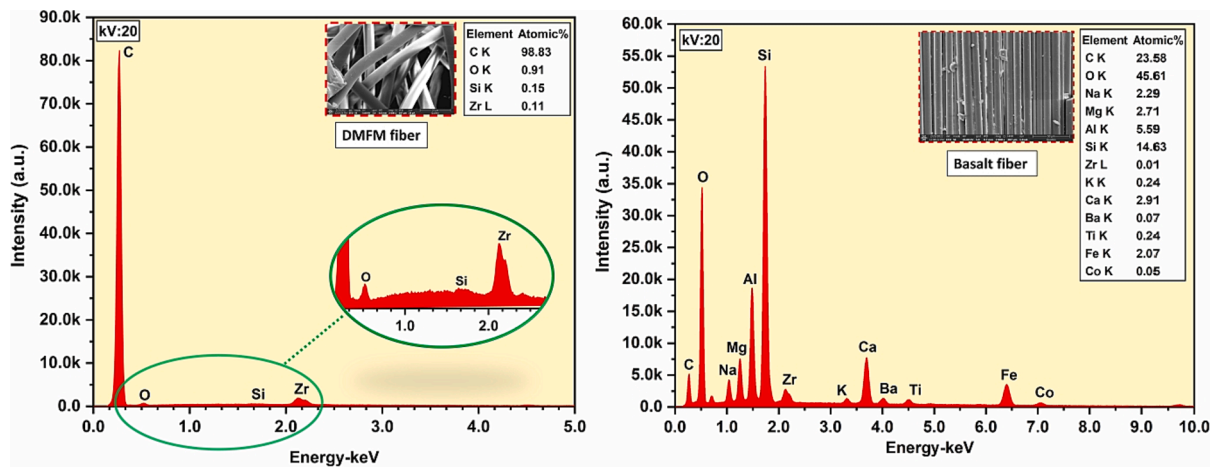 90.0k
80.0k
70.0k
60.0k
50.0k
40.0k
30.0k
20.0k
10.0k
0.0
Intensity (a.u.)
kV:20
C
O
Si
Zr
O
Si
Zr
1.0 2.0
DMFM fiber
Element Atomic%
C K 98.83
O K 0.91
Si K 0.15
Zr L 0.11
0.0 1.0 2.0 3.0 4.0 5.0
Energy-keV
60.0k
55.0k
50.0k
45.0k
40.0k
35.0k
30.0k
25.0k
20.0k
15.0k
10.0k
5.0k
0.0
Intensity (a.u.)
kV:20
C
O
Na
Mg
Al
Si
Zr
K
Ca
Ba
Ti
Fe
Co
Basalt fiber
Element Atomic%
C K 23.58
O K 45.61
Na K 2.29
Mg K 2.71
Al K 5.59
Si K 14.63
Zr L 0.01
K K 0.24
Ca K 2.91
Ba K 0.07
Ti K 0.24
Fe K 2.07
Co K 0.05
0.0 1.0 2.0 3.0 4.0 5.0 6.0 7.0 8.0 9.0 10.0
Energy-keV